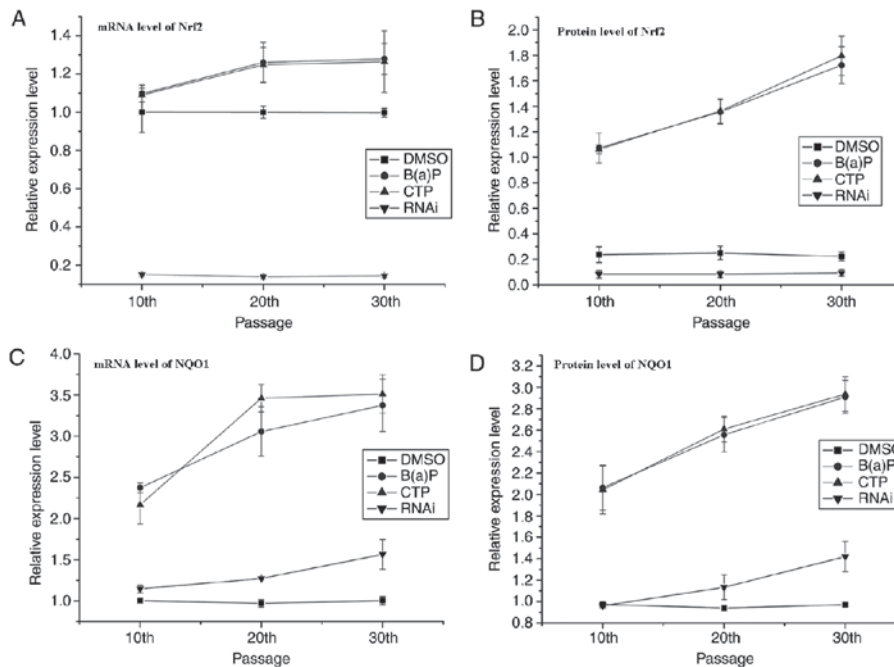 A
mRNA level of Nrf2
Relative expression level
1.4
1.2
1.0
0.8
0.6
0.4
0.2
10th 20th 30th
Passage
DMSO
B(a)P
CTP
RNAi
B
Protein level of Nrf2
Relative expression level
2.0
1.8
1.6
1.4
1.2
1.0
0.8
0.6
0.4
0.2
0.0
10th 20th 30th
Passage
DMSO
B(a)P
CTP
RNAi
C
mRNA level of NQO1
Relative expression level
4.0
3.5
3.0
2.5
2.0
1.5
1.0
10th 20th 30th
Passage
DMSO
B(a)P
CTP
RNAi
D
Protein level of NQO1
Relative expression level
3.2
3.0
2.8
2.6
2.4
2.2
2.0
1.8
1.6
1.4
1.2
1.0
0.8
10th 20th 30th
Passage
DMSO
B(a)P
CTP
RNAi